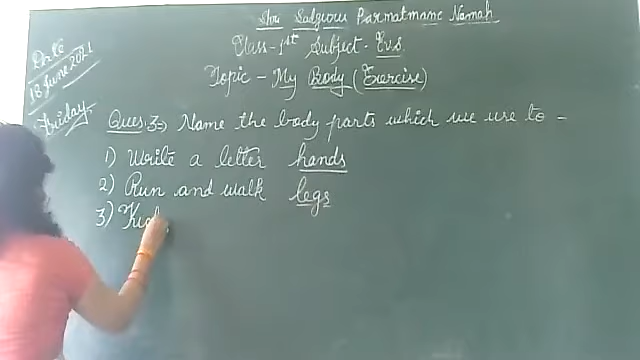 Shri Sadguru Parmatmane Namah
Date
18 June 2021
Friday
Class-1st Subject- E.v.s.
Topic - My Body (Exercise)
Ques 3 → Name the body parts which we use to -
1) Write a letter hands
2) Run and walk legs
3)